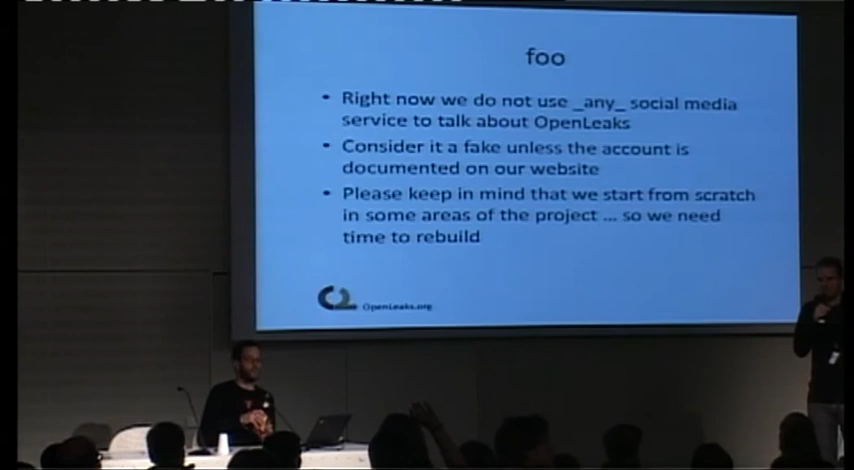 foo
• Right now we do not use _any_ social media
service to talk about OpenLeaks
• Consider it a fake unless the account is
documented on our website
• Please keep in mind that we start from scratch
in some areas of the project ... so we need
time to rebuild
OpenLeaks.org